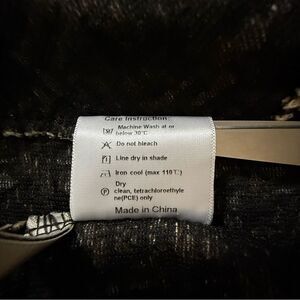 Care Instruction:
Machine Wash at or
below 30°C
Do not bleach
Line dry in shade
Iron cool (max 110°C)
Dry
P clean, tetrachloroethyle
ne(PCE) only
Made in China